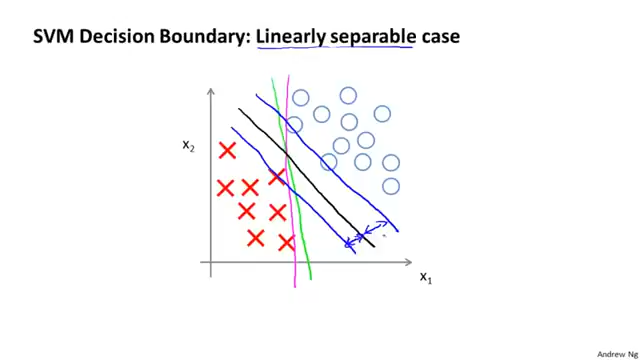 SVM Decision Boundary: Linearly separable case
x2
x1
Andrew Ng